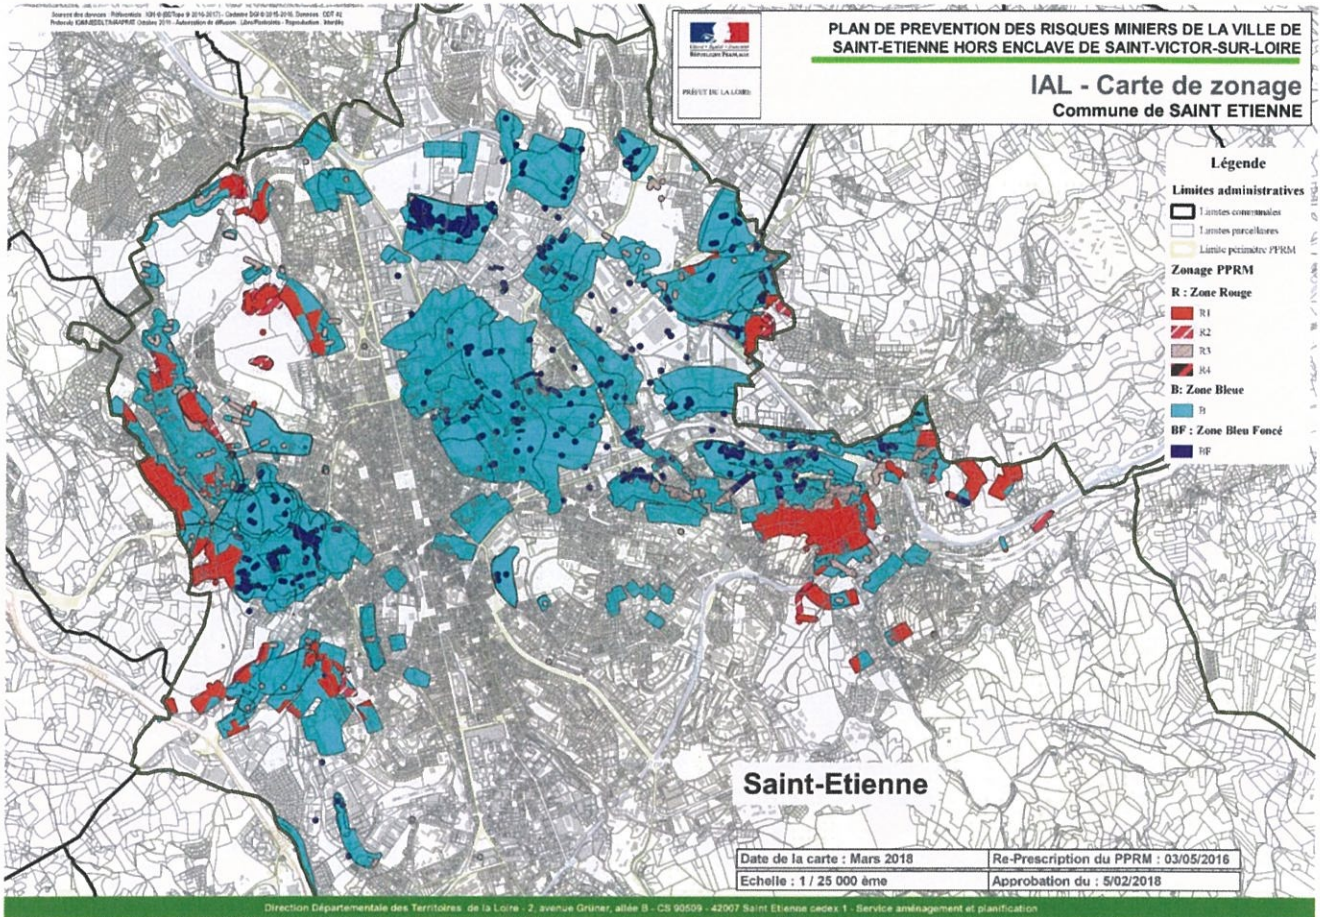 PLAN DE PREVENTION DES RISQUES MINIERS DE LA VILLE DE
SAINT-ETIENNE HORS ENCLAVE DE SAINT-VICTOR-SUR-LOIRE
RÉPUBLIQUE FRANÇAISE
PRÉFET DE LA LOIRE
IAL - Carte de zonage
Commune de SAINT ETIENNE
Légende
Limites administratives
Limites communales
Limites parcellaires
Limite périmètre PPRM
Zonage PPRM
R : Zone Rouge
R1
R2
R3
R4
B: Zone Bleue
B
BF : Zone Bleu Foncé
BF
Saint-Etienne
Date de la carte : Mars 2018
Re-Prescription du PPRM : 03/05/2016
Echelle : 1 / 25 000 ème
Approbation du : 5/02/2018
Direction Départementale des Territoires de la Loire - 2, avenue Grüner, allée B - CS 90509 - 42007 Saint Etienne cedex 1 - Service aménagement et planification